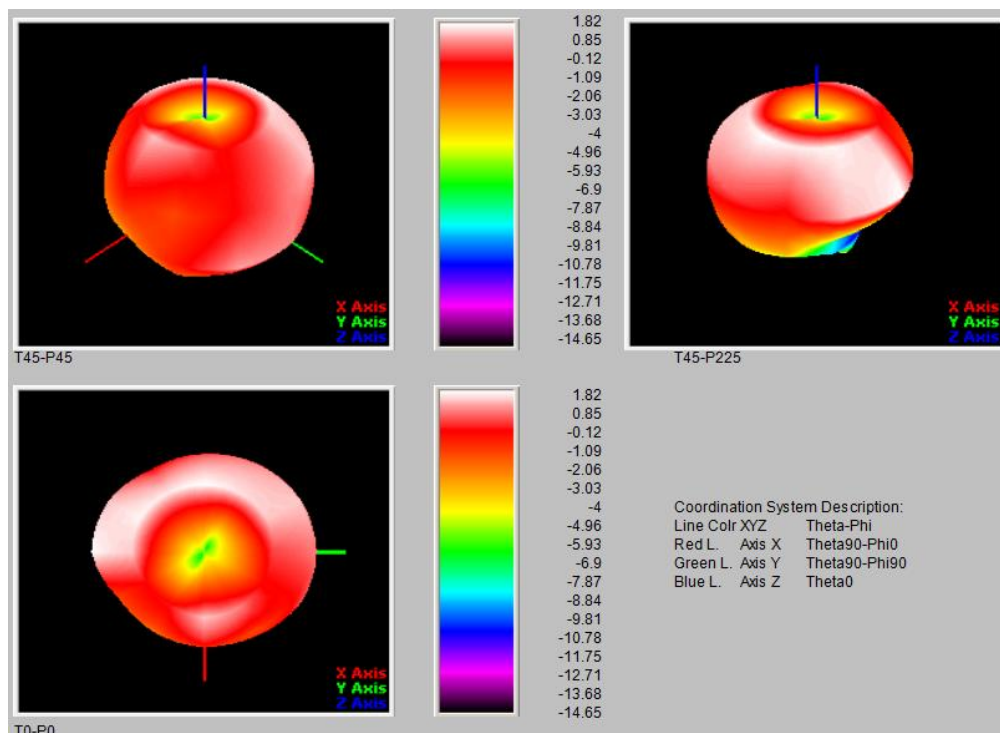 1.82
0.85
-0.12
-1.09
-2.06
-3.03
-4
-4.96
-5.93
-6.9
-7.87
-8.84
-9.81
-10.78
-11.75
-12.71
-13.68
-14.65
X Axis
Y Axis
Z Axis
T45-P45
X Axis
Y Axis
Z Axis
T45-P225
X Axis
Y Axis
Z Axis
T0-P0
1.82
0.85
-0.12
-1.09
-2.06
-3.03
-4
-4.96
-5.93
-6.9
-7.87
-8.84
-9.81
-10.78
-11.75
-12.71
-13.68
-14.65
Coordination System Description:
Line Colr XYZ Theta-Phi
Red L. Axis X Theta90-Phi0
Green L. Axis Y Theta90-Phi90
Blue L. Axis Z Theta0